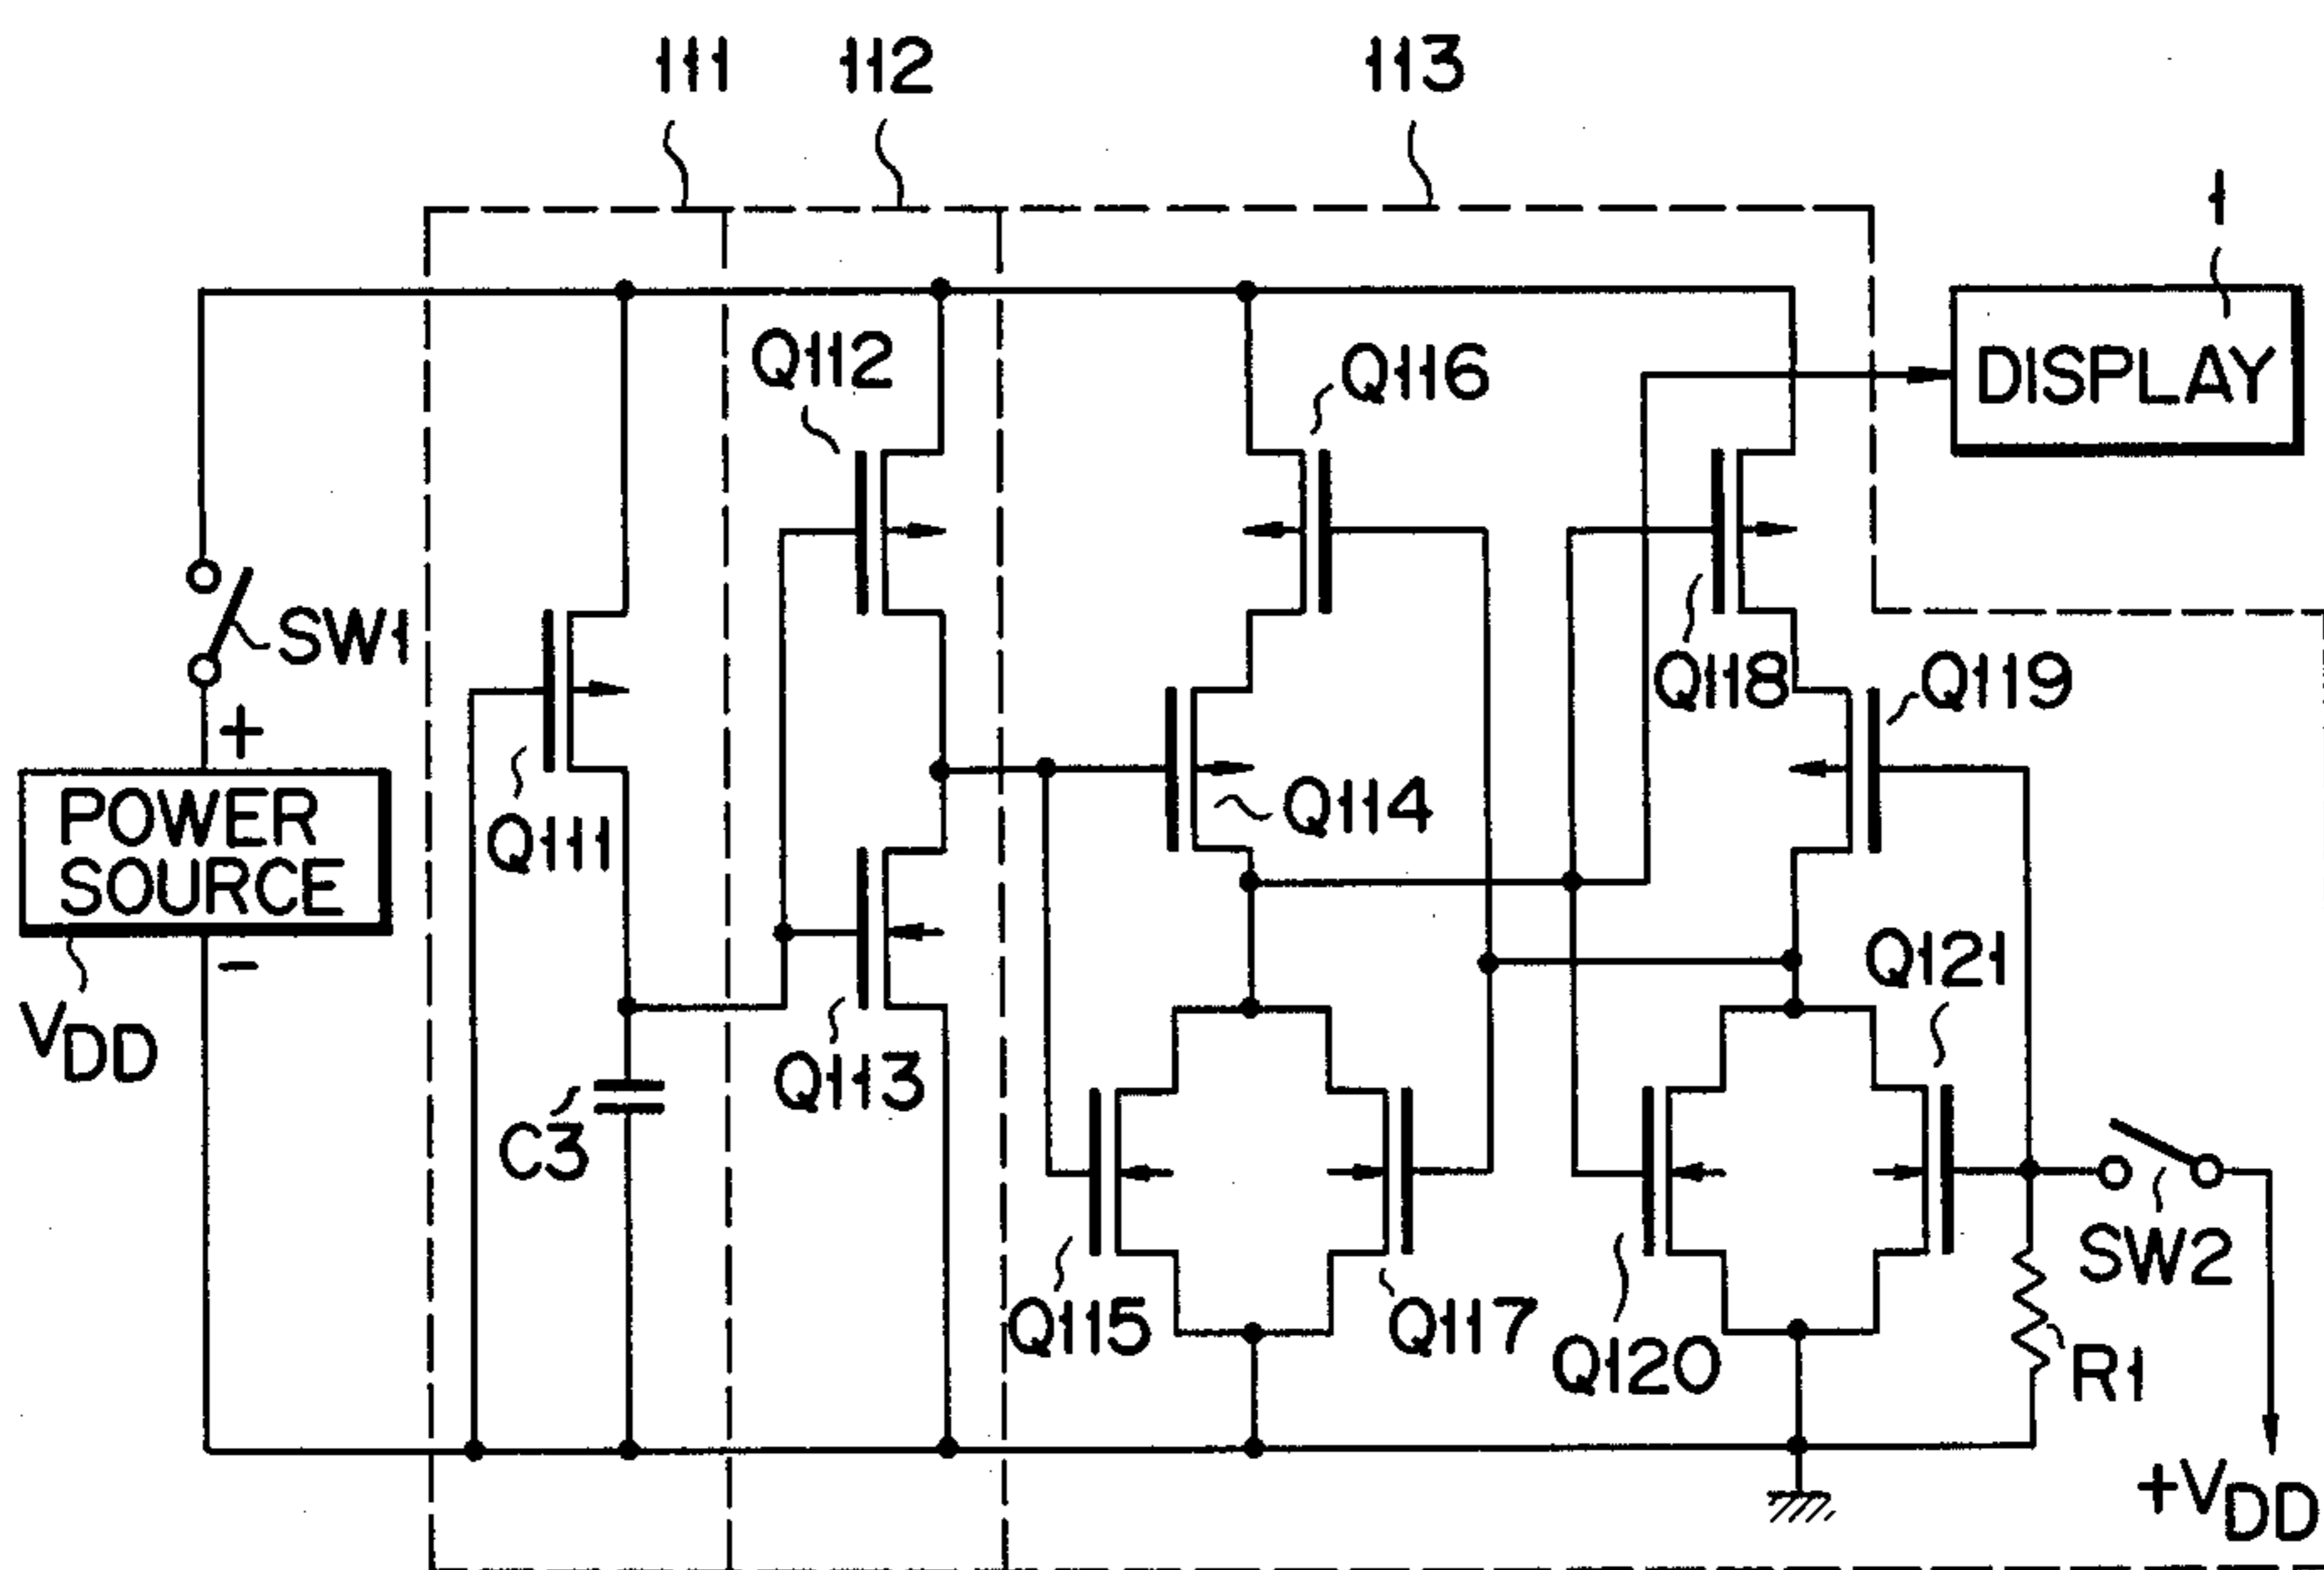 111
112
113
1
DISPLAY
Q112
Q116
SW1
Q118
Q119
+
POWER
SOURCE
Q111
Q114
-
VDD
Q113
Q121
C3
SW2
Q115
Q117
Q120
R1
+VDD